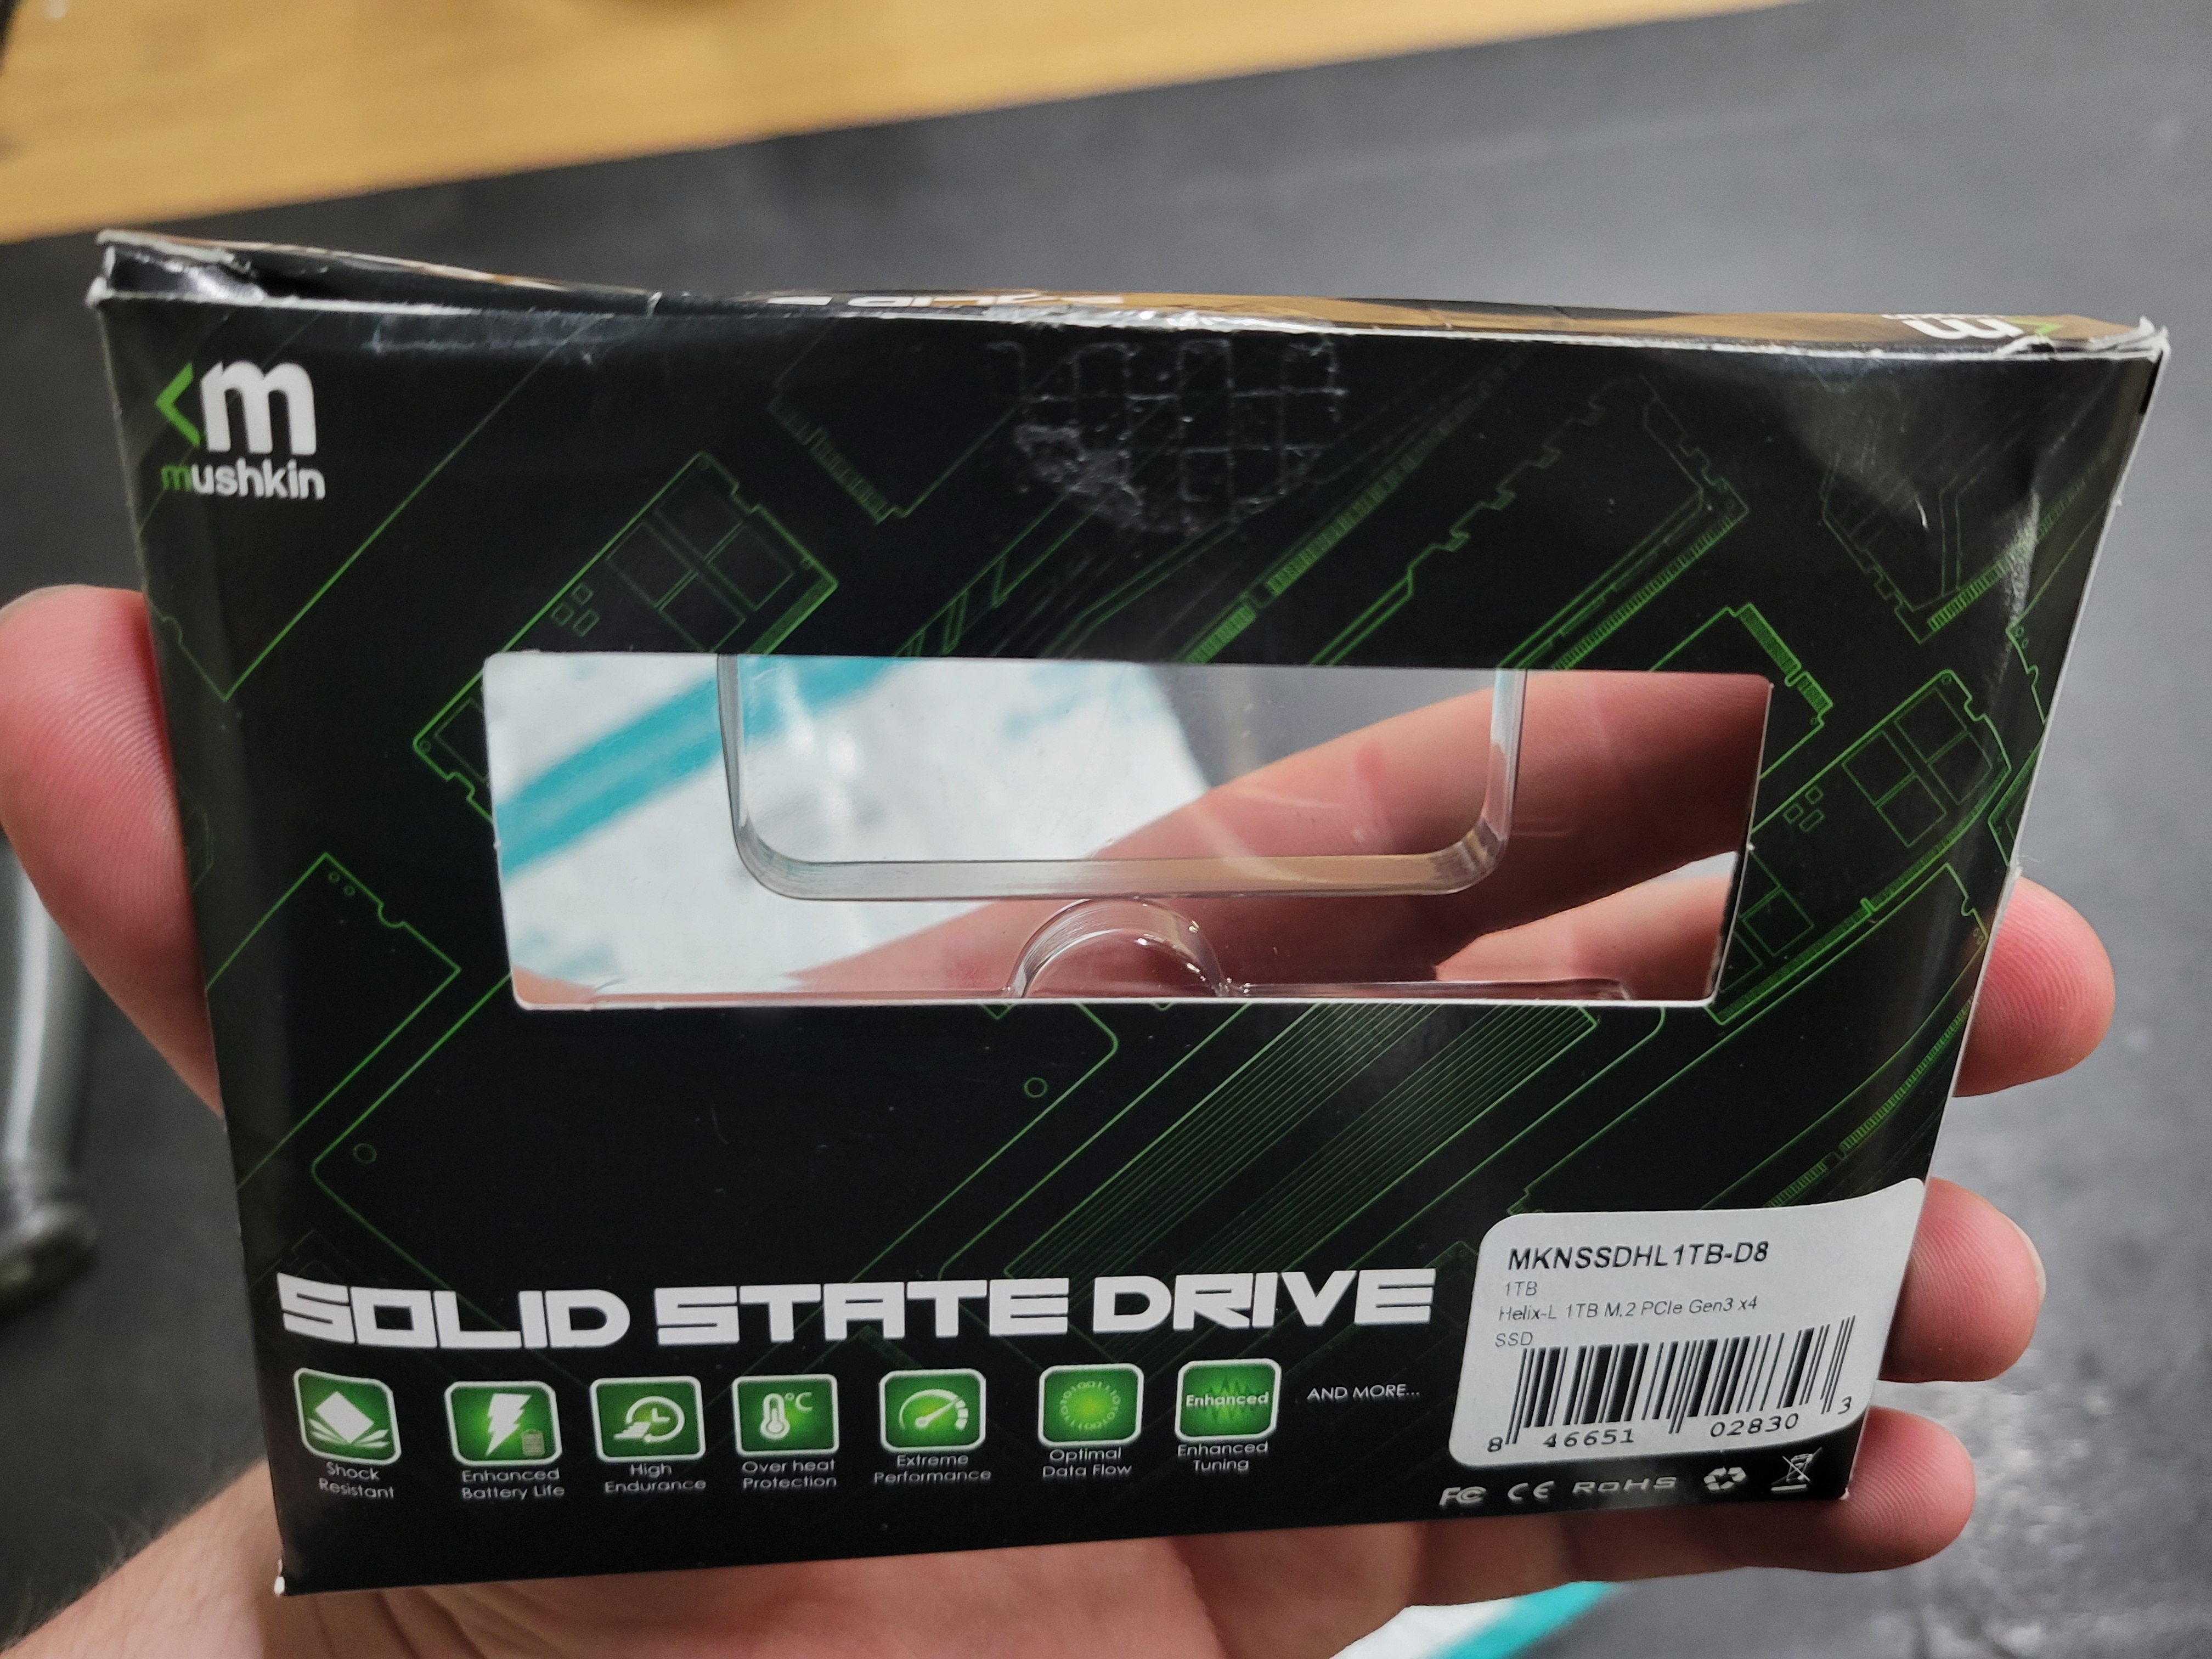 m
mushkin
SOLID STATE DRIVE
Shock
Resistant
Enhanced
Battery Life
High
Endurance
°C
Over heat
Protection
Extreme
Performance
Optimal
Data Flow
Enhanced
Enhanced
Tuning
AND MORE...
MKNSSDHL1TB-D8
1TB
Helix-L 1TB M.2 PCIe Gen3 x4
SSD
8 46651 02830 3
FC CE RoHS